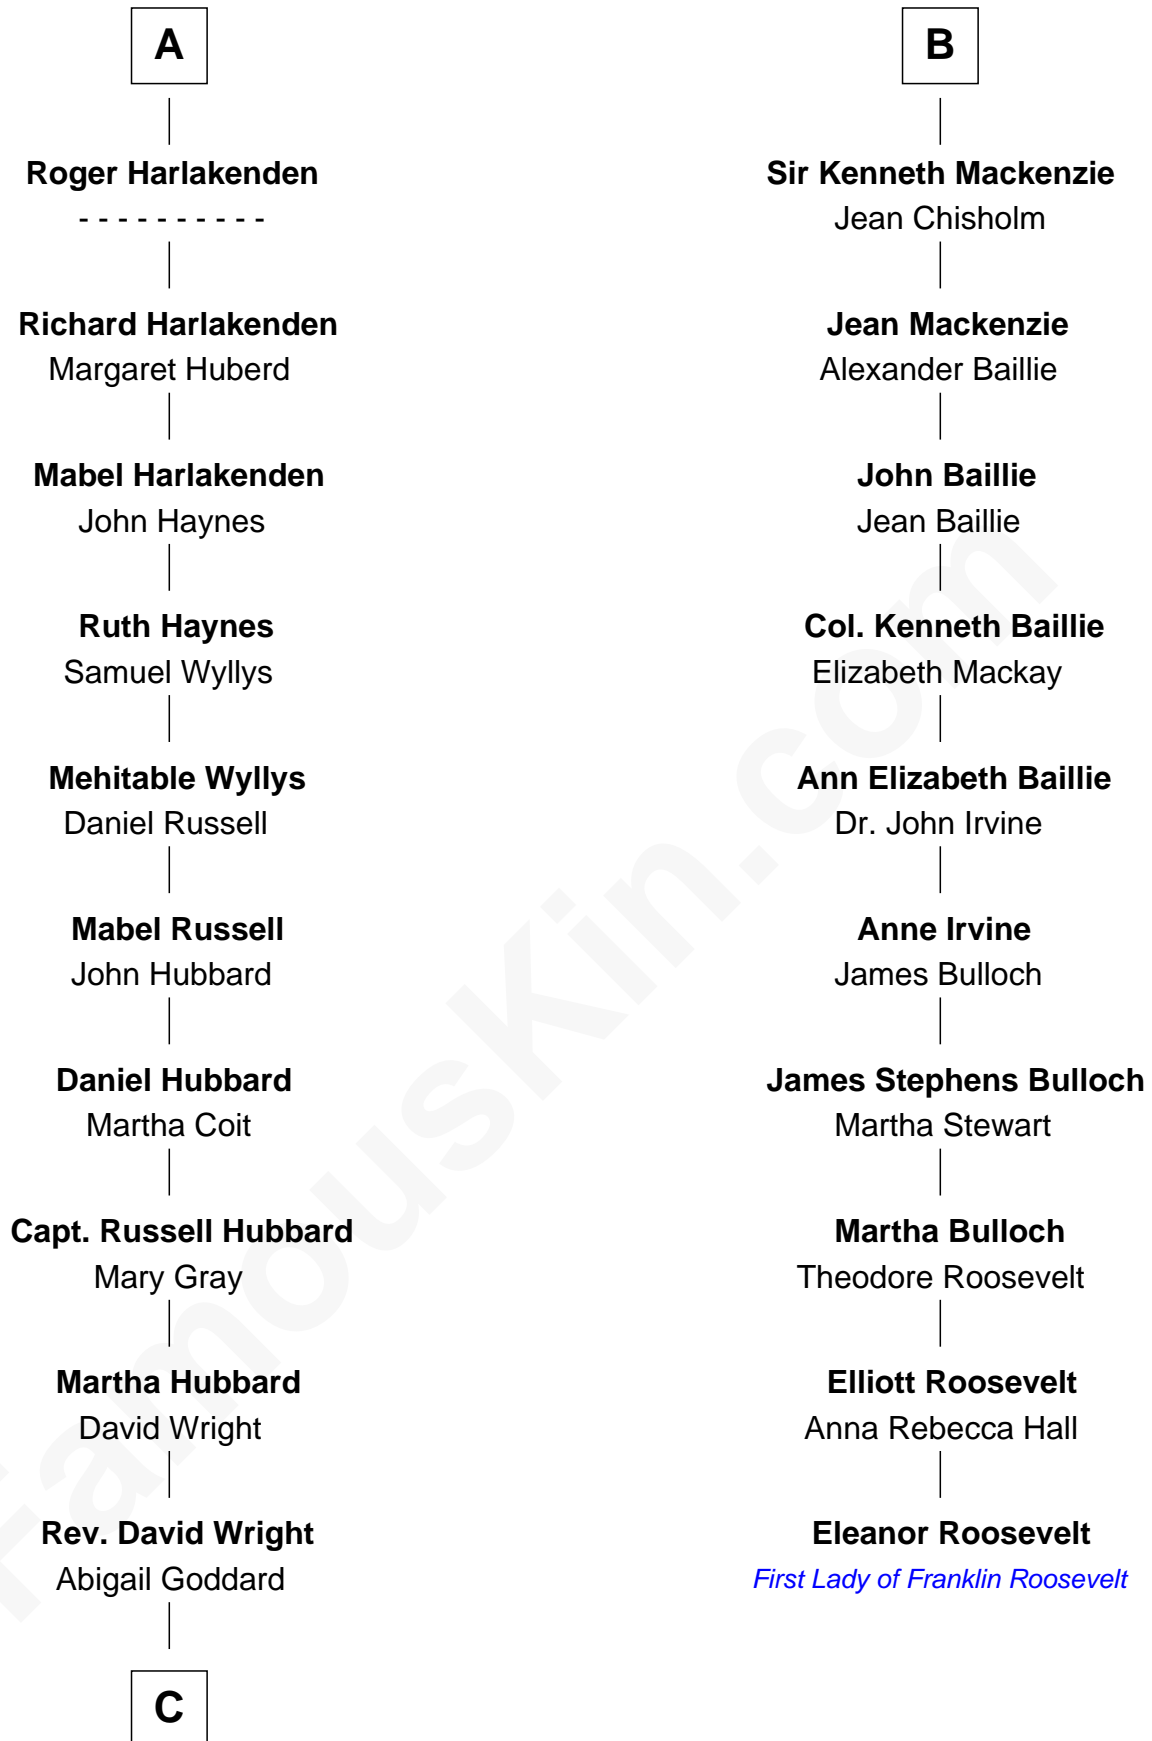 A
Roger Harlakenden
- - - - - - - - - -
Richard Harlakenden
Margaret Huberd
Mabel Harlakenden
John Haynes
Ruth Haynes
Samuel Wyllys
Mehitable Wyllys
Daniel Russell
Mabel Russell
John Hubbard
Daniel Hubbard
Martha Coit
Capt. Russell Hubbard
Mary Gray
Martha Hubbard
David Wright
Rev. David Wright
Abigail Goddard
C
B
Sir Kenneth Mackenzie
Jean Chisholm
Jean Mackenzie
Alexander Baillie
John Baillie
Jean Baillie
Col. Kenneth Baillie
Elizabeth Mackay
Ann Elizabeth Baillie
Dr. John Irvine
Anne Irvine
James Bulloch
James Stephens Bulloch
Martha Stewart
Martha Bulloch
Theodore Roosevelt
Elliott Roosevelt
Anna Rebecca Hall
Eleanor Roosevelt
First Lady of Franklin Roosevelt
FamousKin.com